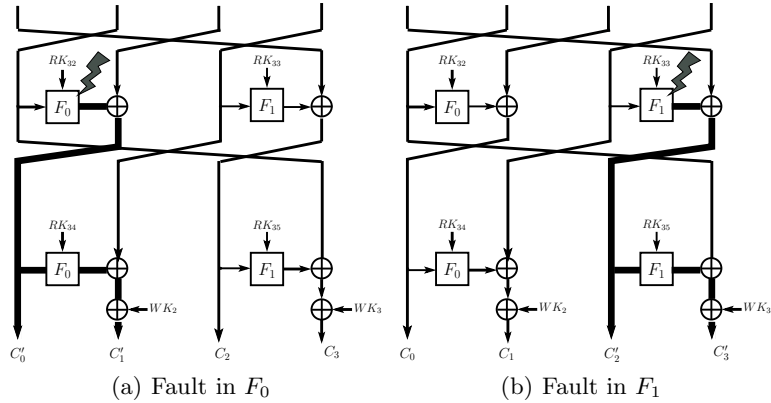 RK₃₂ RK₃₃ RK₃₂ RK₃₃
F₀ F₁ F₀ F₁
RK₃₄ RK₃₅ RK₃₄ RK₃₅
F₀ F₁ F₀ F₁
WK₂ WK₃ WK₂ WK₃
C′₀ C′₁ C₂ C₃ C₀ C₁ C′₂ C′₃
(a) Fault in F₀ (b) Fault in F₁